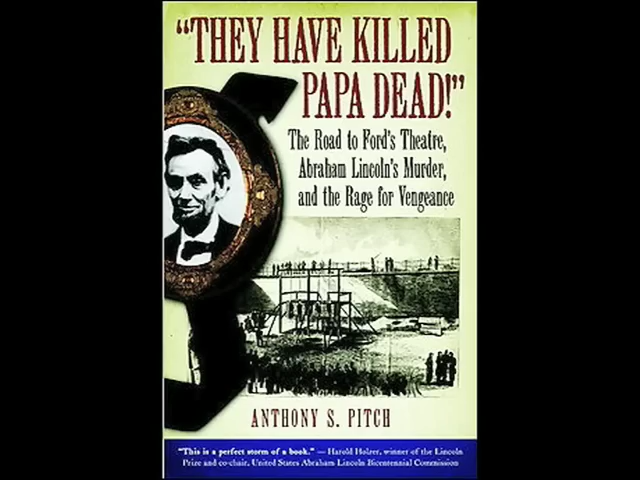 "THEY HAVE KILLED
PAPA DEAD!"
The Road to Ford's Theatre,
Abraham Lincoln's Murder,
and the Rage for Vengeance
ANTHONY S. PITCH
"This is a perfect storm of a book." — Harold Holzer, winner of the Lincoln
Prize and co-chair, United States Abraham Lincoln Bicentennial Commission